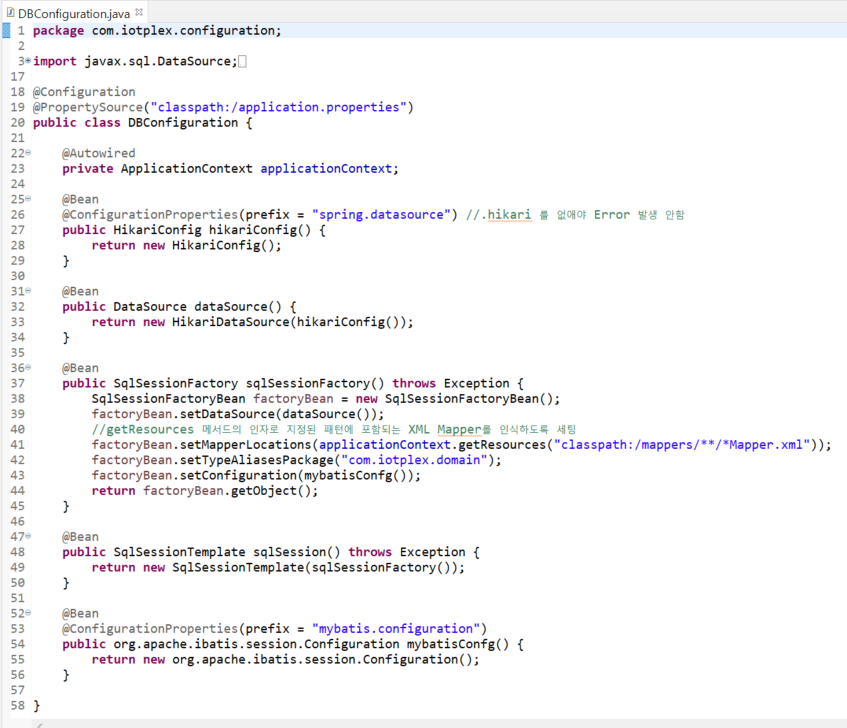 DBConfiguration.java
1 package com.iotplex.configuration;
2
3 import javax.sql.DataSource;
17
18 @Configuration
19 @PropertySource("classpath:/application.properties")
20 public class DBConfiguration {
21
22 @Autowired
23 private ApplicationContext applicationContext;
24
25 @Bean
26 @ConfigurationProperties(prefix = "spring.datasource") //.hikari 를 없애야 Error 발생 안함
27 public HikariConfig hikariConfig() {
28 return new HikariConfig();
29 }
30
31 @Bean
32 public DataSource dataSource() {
33 return new HikariDataSource(hikariConfig());
34 }
35
36 @Bean
37 public SqlSessionFactory sqlSessionFactory() throws Exception {
38 SqlSessionFactoryBean factoryBean = new SqlSessionFactoryBean();
39 factoryBean.setDataSource(dataSource());
40 //getResources 메서드의 인자로 지정된 패턴에 포함되는 XML Mapper를 인식하도록 세팅
41 factoryBean.setMapperLocations(applicationContext.getResources("classpath:/mappers/**/*Mapper.xml"));
42 factoryBean.setTypeAliasesPackage("com.iotplex.domain");
43 factoryBean.setConfiguration(mybatisConfg());
44 return factoryBean.getObject();
45 }
46
47 @Bean
48 public SqlSessionTemplate sqlSession() throws Exception {
49 return new SqlSessionTemplate(sqlSessionFactory());
50 }
51
52 @Bean
53 @ConfigurationProperties(prefix = "mybatis.configuration")
54 public org.apache.ibatis.session.Configuration mybatisConfg() {
55 return new org.apache.ibatis.session.Configuration();
56 }
57
58 }